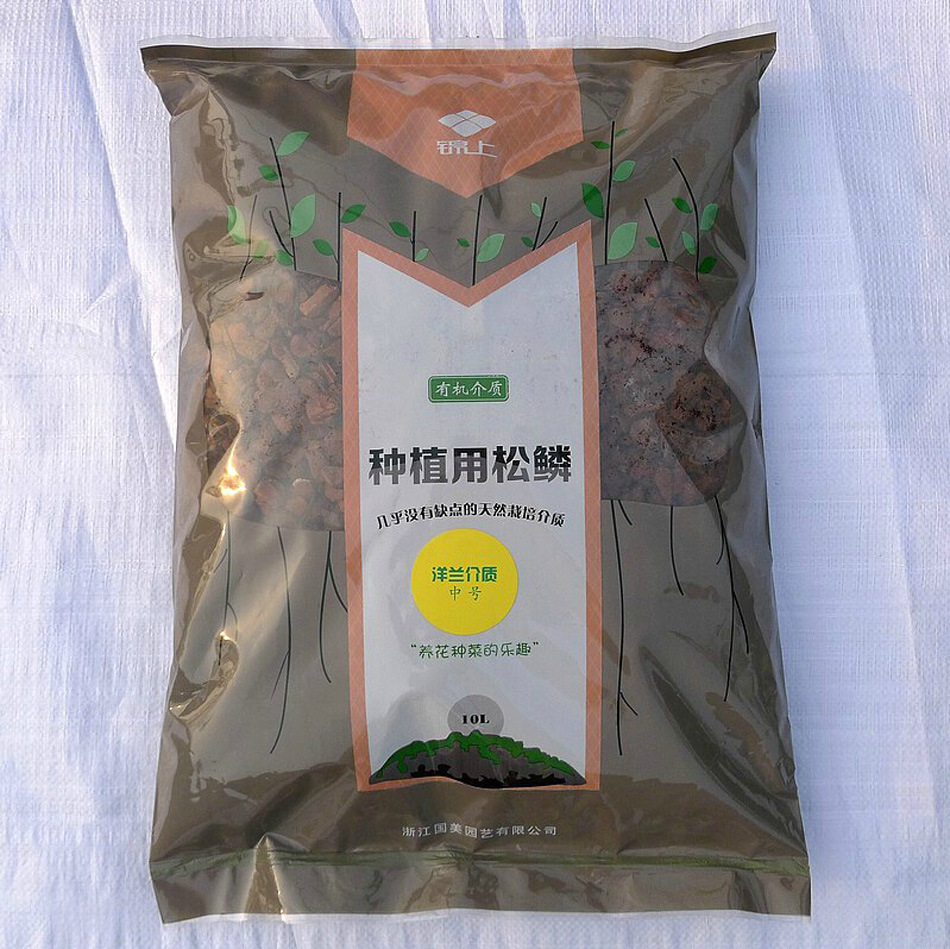 锦上
有机介质
种植用松鳞
几乎没有缺点的天然栽培介质
洋兰介质
中号
“养花种菜的乐趣”
10L
浙江国美园艺有限公司